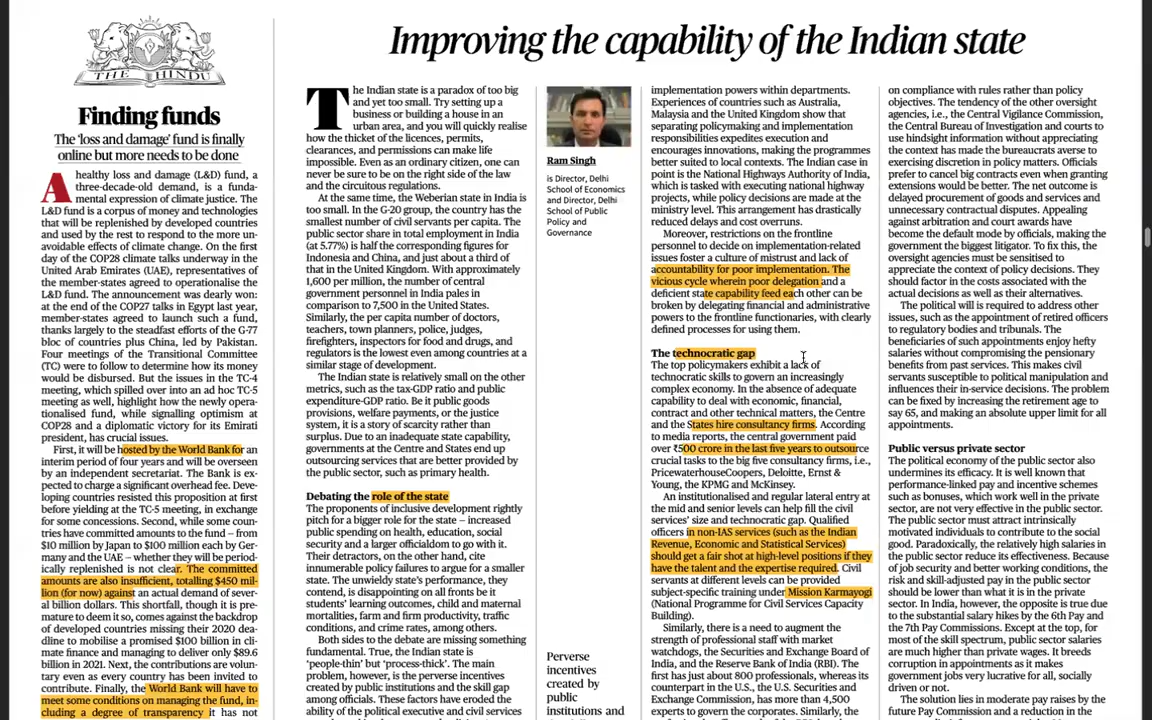 THE HINDU
Finding funds
The 'loss and damage' fund is finally
online but more needs to be done
A healthy loss and damage (L&D) fund, a
three-decade-old demand, is a funda-
mental expression of climate justice. The
L&D fund is a corpus of money and technologies
that will be replenished by developed countries
and used by the rest to respond to the more un-
avoidable effects of climate change. On the first
day of the COP28 climate talks underway in the
United Arab Emirates (UAE), representatives of
the member-states agreed to operationalise the
L&D fund. The announcement was dearly won:
at the end of the COP27 talks in Egypt last year,
member-states agreed to launch such a fund,
thanks largely to the steadfast efforts of the G-77
bloc of countries plus China, led by Pakistan.
Four meetings of the Transitional Committee
(TC) were to follow to determine how its money
would be disbursed. But the issues in the TC-4
meeting, which spilled over into an ad hoc TC-5
meeting as well, highlight how the newly opera-
tionalised fund, while signalling optimism at
COP28 and a diplomatic victory for its Emirati
president, has crucial issues.
First, it will be hosted by the World Bank for an
interim period of four years and will be overseen
by an independent secretariat. The Bank is ex-
pected to charge a significant overhead fee. Deve-
loping countries resisted this proposition at first
before yielding at the TC-5 meeting, in exchange
for some concessions. Second, while some coun-
tries have committed amounts to the fund – from
$10 million by Japan to $100 million each by Ger-
many and the UAE – whether they will be period-
ically replenished is not clear. The committed
amounts are also insufficient, totalling $450 mil-
lion (for now) against an actual demand of sever-
al billion dollars. This shortfall, though it is pre-
mature to deem it so, comes against the backdrop
of developed countries missing their 2020 dea-
dline to mobilise a promised $100 billion in cli-
mate finance and managing to deliver only $89.6
billion in 2021. Next, the contributions are volun-
tary even as every country has been invited to
contribute. Finally, the World Bank will have to
meet some conditions on managing the fund, in-
cluding a degree of transparency it has not
Improving the capability of the Indian state
The Indian state is a paradox of too big
and yet too small. Try setting up a
business or building a house in an
urban area, and you will quickly realise
how the thicket of the licences, permits,
clearances, and permissions can make life
impossible. Even as an ordinary citizen, one can
never be sure to be on the right side of the law
and the circuitous regulations.
At the same time, the Weberian state in India is
too small. In the G-20 group, the country has the
smallest number of civil servants per capita. The
public sector share in total employment in India
(at 5.77%) is half the corresponding figures for
Indonesia and China, and just about a third of
that in the United Kingdom. With approximately
1,600 per million, the number of central
government personnel in India pales in
comparison to 7,500 in the United States.
Similarly, the per capita number of doctors,
teachers, town planners, police, judges,
firefighters, inspectors for food and drugs, and
regulators is the lowest even among countries at a
similar stage of development.
The Indian state is relatively small on the other
metrics, such as the tax-GDP ratio and public
expenditure-GDP ratio. Be it public goods
provisions, welfare payments, or the justice
system, it is a story of scarcity rather than
surplus. Due to an inadequate state capability,
governments at the Centre and States end up
outsourcing services that are better provided by
the public sector, such as primary health.
Debating the role of the state
The proponents of inclusive development rightly
pitch for a bigger role for the state – increased
public spending on health, education, social
security and a larger officialdom to go with it.
Their detractors, on the other hand, cite
innumerable policy failures to argue for a smaller
state. The unwieldy state's performance, they
contend, is disappointing on all fronts be it
students' learning outcomes, child and maternal
mortalities, farm and firm productivity, traffic
conditions, and crime rates, among others.
Both sides to the debate are missing something
fundamental. True, the Indian state is
'people-thin' but 'process-thick'. The main
problem, however, is the perverse incentives
created by public institutions and the skill gap
among officials. These factors have eroded the
ability of the political executive and civil services
Ram Singh
is Director, Delhi
School of Economics
and Director, Delhi
School of Public
Policy and
Governance
Perverse
incentives
created by
public
institutions and
implementation powers within departments.
Experiences of countries such as Australia,
Malaysia and the United Kingdom show that
separating policymaking and implementation
responsibilities expedites execution and
encourages innovations, making the programmes
better suited to local contexts. The Indian case in
point is the National Highways Authority of India,
which is tasked with executing national highway
projects, while policy decisions are made at the
ministry level. This arrangement has drastically
reduced delays and cost overruns.
Moreover, restrictions on the frontline
personnel to decide on implementation-related
issues foster a culture of mistrust and lack of
accountability for poor implementation. The
vicious cycle wherein poor delegation and a
deficient state capability feed each other can be
broken by delegating financial and administrative
powers to the frontline functionaries, with clearly
defined processes for using them.
The technocratic gap
The top policymakers exhibit a lack of
technocratic skills to govern an increasingly
complex economy. In the absence of adequate
capability to deal with economic, financial,
contract and other technical matters, the Centre
and the States hire consultancy firms. According
to media reports, the central government paid
over ₹500 crore in the last five years to outsource
crucial tasks to the big five consultancy firms, i.e.,
PricewaterhouseCoopers, Deloitte, Ernst &
Young, the KPMG and McKinsey.
An institutionalised and regular lateral entry at
the mid and senior levels can help fill the civil
services' size and technocratic gap. Qualified
officers in non-IAS services (such as the Indian
Revenue, Economic and Statistical Services)
should get a fair shot at high-level positions if they
have the talent and the expertise required. Civil
servants at different levels can be provided
subject-specific training under Mission Karmayogi
(National Programme for Civil Services Capacity
Building).
Similarly, there is a need to augment the
strength of professional staff with market
watchdogs, the Securities and Exchange Board of
India, and the Reserve Bank of India (RBI). The
first has just about 800 professionals, whereas its
counterpart in the U.S., the U.S. Securities and
Exchange Commission, has more than 4,500
experts to govern the corporates. Similarly, the
on compliance with rules rather than policy
objectives. The tendency of the other oversight
agencies, i.e., the Central Vigilance Commission,
the Central Bureau of Investigation and courts to
use hindsight information without appreciating
the context has made the bureaucrats averse to
exercising discretion in policy matters. Officials
prefer to cancel big contracts even when granting
extensions would be better. The net outcome is
delayed procurement of goods and services and
unnecessary contractual disputes. Appealing
against arbitration and court awards have
become the default mode by officials, making the
government the biggest litigator. To fix this, the
oversight agencies must be sensitised to
appreciate the context of policy decisions. They
should factor in the costs associated with the
actual decisions as well as their alternatives.
The political will is required to address other
issues, such as the appointment of retired officers
to regulatory bodies and tribunals. The
beneficiaries of such appointments enjoy hefty
salaries without compromising the pensionary
benefits from past services. This makes civil
servants susceptible to political manipulation and
influences their in-service decisions. The problem
can be fixed by increasing the retirement age to
say 65, and making an absolute upper limit for all
appointments.
Public versus private sector
The political economy of the public sector also
undermines its efficacy. It is well known that
performance-linked pay and incentive schemes
such as bonuses, which work well in the private
sector, are not very effective in the public sector.
The public sector must attract intrinsically
motivated individuals to contribute to the social
good. Paradoxically, the relatively high salaries in
the public sector reduce its effectiveness. Because
of job security and better working conditions, the
risk and skill-adjusted pay in the public sector
should be lower than what it is in the private
sector. In India, however, the opposite is true due
to the substantial salary hikes by the 6th Pay and
the 7th Pay Commissions. Except at the top, for
most of the skill spectrum, public sector salaries
are much higher than private wages. It breeds
corruption in appointments as it makes
government jobs very lucrative for all, socially
driven or not.
The solution lies in moderate pay raises by the
future Pay Commission and a reduction in the